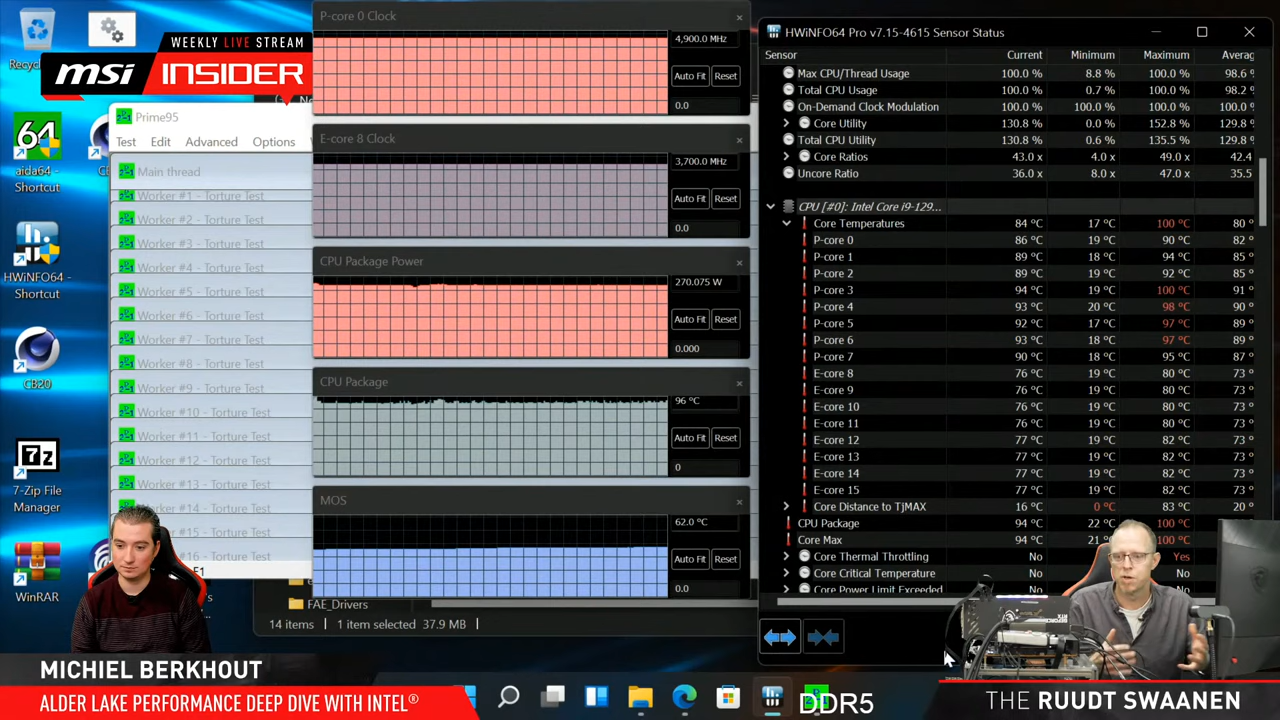 WEEKLY LIVE STREAM
msi INSIDER
aida64 -
Shortcut
HWiNFO64 -
Shortcut
CB20
7-Zip File
Manager
WinRAR
Prime95
Test Edit Advanced Options
Main thread
Worker #1 - Torture Test
Worker #2 - Torture Test
Worker #3 - Torture Test
Worker #4 - Torture Test
Worker #5 - Torture Test
Worker #6 - Torture Test
Worker #7 - Torture Test
Worker #8 - Torture Test
Worker #9 - Torture Test
Worker #10 - Torture Test
Worker #11 - Torture Test
Worker #12 - Torture Test
Worker #13 - Torture Test
Worker #14 - Torture Test
Worker #15 - Torture Test
#16 - Torture Test
F1
P-core 0 Clock
4,900.0 MHz
Auto Fit Reset
0.0
E-core 8 Clock
3,700.0 MHz
Auto Fit Reset
0.0
CPU Package Power
270.075 W
Auto Fit Reset
0.000
CPU Package
96 °C
Auto Fit Reset
0
MOS
62.0 °C
Auto Fit Reset
0.0
FAE_Drivers
14 items 1 item selected 37.9 MB
HWiNFO64 Pro v7.15-4615 Sensor Status
Sensor Current Minimum Maximum Averag
Max CPU/Thread Usage 100.0 % 8.8 % 100.0 % 98.6 %
Total CPU Usage 100.0 % 0.7 % 100.0 % 98.2 %
On-Demand Clock Modulation 100.0 % 100.0 % 100.0 % 100.0 %
Core Utility 130.8 % 0.0 % 152.8 % 129.8 %
Total CPU Utility 130.8 % 0.6 % 135.5 % 129.8 %
Core Ratios 43.0 x 4.0 x 49.0 x 42.4
Uncore Ratio 36.0 x 8.0 x 47.0 x 35.5
CPU [#0]: Intel Core i9-129...
Core Temperatures 84 °C 17 °C 100 °C 80 °
P-core 0 86 °C 19 °C 90 °C 82 °
P-core 1 89 °C 19 °C 94 °C 85 °
P-core 2 89 °C 19 °C 92 °C 85 °
P-core 3 94 °C 19 °C 100 °C 91 °
P-core 4 93 °C 20 °C 98 °C 90 °
P-core 5 92 °C 17 °C 97 °C 89 °
P-core 6 92 °C 18 °C 97 °C 89 °
P-core 7 90 °C 18 °C 95 °C 87 °
E-core 8 76 °C 19 °C 80 °C 73 °
E-core 9 76 °C 19 °C 80 °C 73 °
E-core 10 76 °C 19 °C 80 °C 73 °
E-core 11 76 °C 19 °C 80 °C 73 °
E-core 12 77 °C 19 °C 82 °C 73 °
E-core 13 77 °C 19 °C 82 °C 73 °
E-core 14 77 °C 19 °C 82 °C 73 °
E-core 15 77 °C 19 °C 82 °C 73 °
Core Distance to TjMAX 16 °C 0 °C 83 °C 20 °
CPU Package 94 °C 22 °C 100 °C
Core Max 94 °C 21 °C 100 °C
Core Thermal Throttling No Yes
Core Critical Temperature No No
Core Power Limit Exceeded No
MICHIEL BERKHOUT
ALDER LAKE PERFORMANCE DEEP DIVE WITH INTEL®
DDR5
THE RUUDT SWAANEN